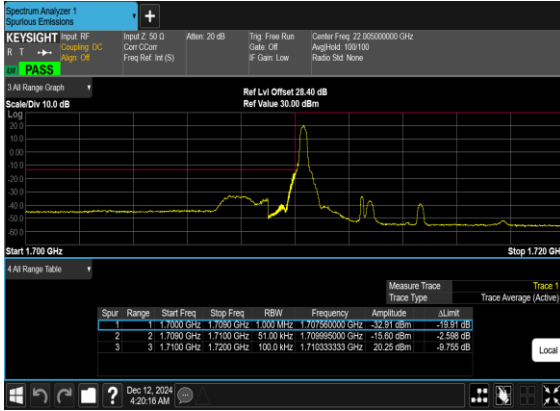 Spectrum Analyzer 1
Spurious Emissions
+
KEYSIGHT
R T
PASS
Input: RF
Coupling: DC
Align: Off
Input Z: 50 Ω
Corr CCorr
Freq Ref: Int (S)
Atten: 20 dB
Trig: Free Run
Gate: Off
IF Gain: Low
Center Freq: 22.005000000 GHz
Avg|Hold: 100/100
Radio Std: None
3 All Range Graph
Scale/Div 10.0 dB
Ref Lvl Offset 28.40 dB
Ref Value 30.00 dBm
Log
20.0
10.0
0.00
-10.0
-20.0
-30.0
-40.0
-50.0
-60.0
Start 1.700 GHz
Stop 1.720 GH
4 All Range Table
Measure Trace Trace 1
Trace Type Trace Average (Active)
Spur Range Start Freq Stop Freq RBW Frequency Amplitude ΔLimit
1 1 1.7000 GHz 1.7090 GHz 1.000 MHz 1.707560000 GHz -32.91 dBm -19.91 dB
2 2 1.7090 GHz 1.7100 GHz 51.00 kHz 1.709995000 GHz -15.60 dBm -2.598 dB
3 3 1.7100 GHz 1.7200 GHz 100.0 kHz 1.710333333 GHz 20.25 dBm -9.755 dB
Local
?
Dec 12, 2024
4:20:16 AM